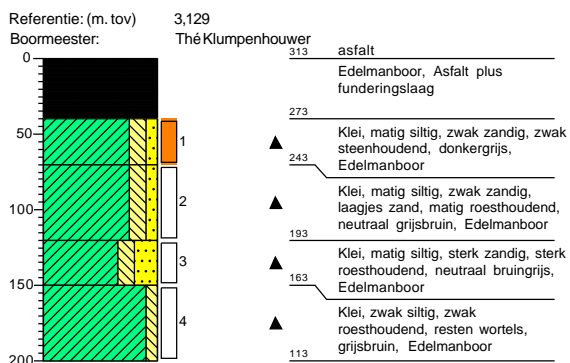 Referentie: (m. tov) 3,129
Boormeester: Thé Klumpenhouwer
0
50
100
150
200
1
2
3
4
313 asfalt
Edelmanboor, Asfalt plus
funderingslaag
273
Klei, matig siltig, zwak zandig, zwak
steenhoudend, donkergrijs,
Edelmanboor
243
Klei, matig siltig, zwak zandig,
laagjes zand, matig roesthoudend,
neutraal grijsbruin, Edelmanboor
193
Klei, matig siltig, sterk zandig, sterk
roesthoudend, neutraal bruingrijs,
Edelmanboor
163
Klei, zwak siltig, zwak
roesthoudend, resten wortels,
grijsbruin, Edelmanboor
113